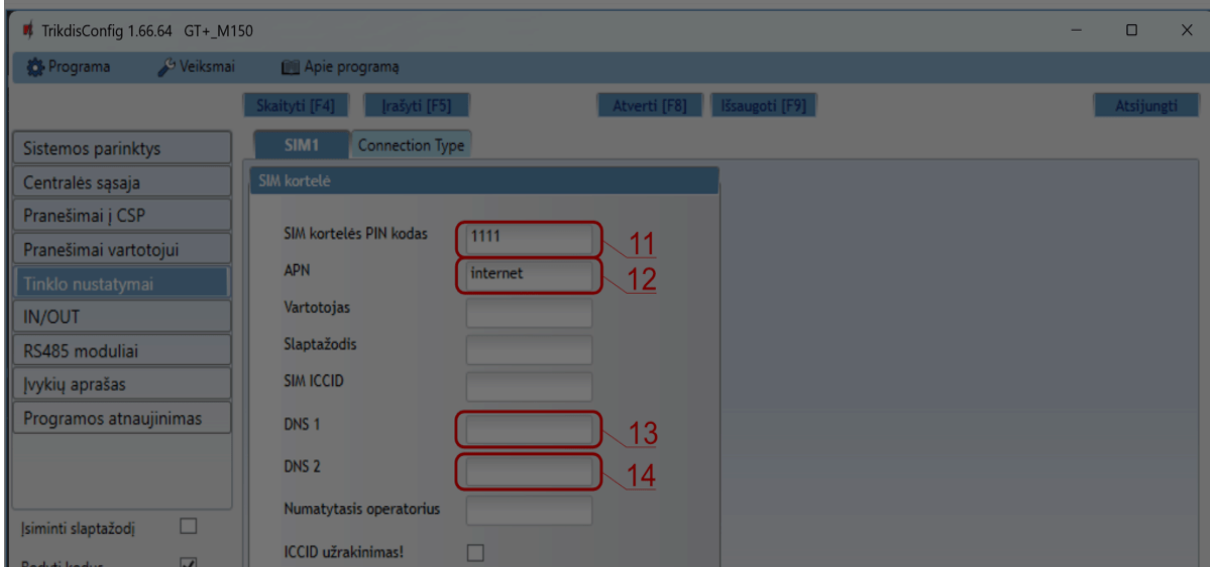 TrikdisConfig 1.66.64 GT+_M150
Programa Veiksmai Apie programą
Skaityti [F4] Įrašyti [F5] Atverti [F8] Išsaugoti [F9] Atsijungti
SIM1 Connection Type
Sistemos parinktys
Centralės sąsaja
Pranešimai į CSP
Pranešimai vartotojui
Tinklo nustatymai
IN/OUT
RS485 moduliai
Įvykių aprašas
Programos atnaujinimas
Įsiminti slaptažodį
Rodyti kodus
SIM kortelė
SIM kortelės PIN kodas 1111 11
APN internet 12
Vartotojas
Slaptažodis
SIM ICCID
DNS 1 13
DNS 2 14
Numatytasis operatorius
ICCID užrakinimas!